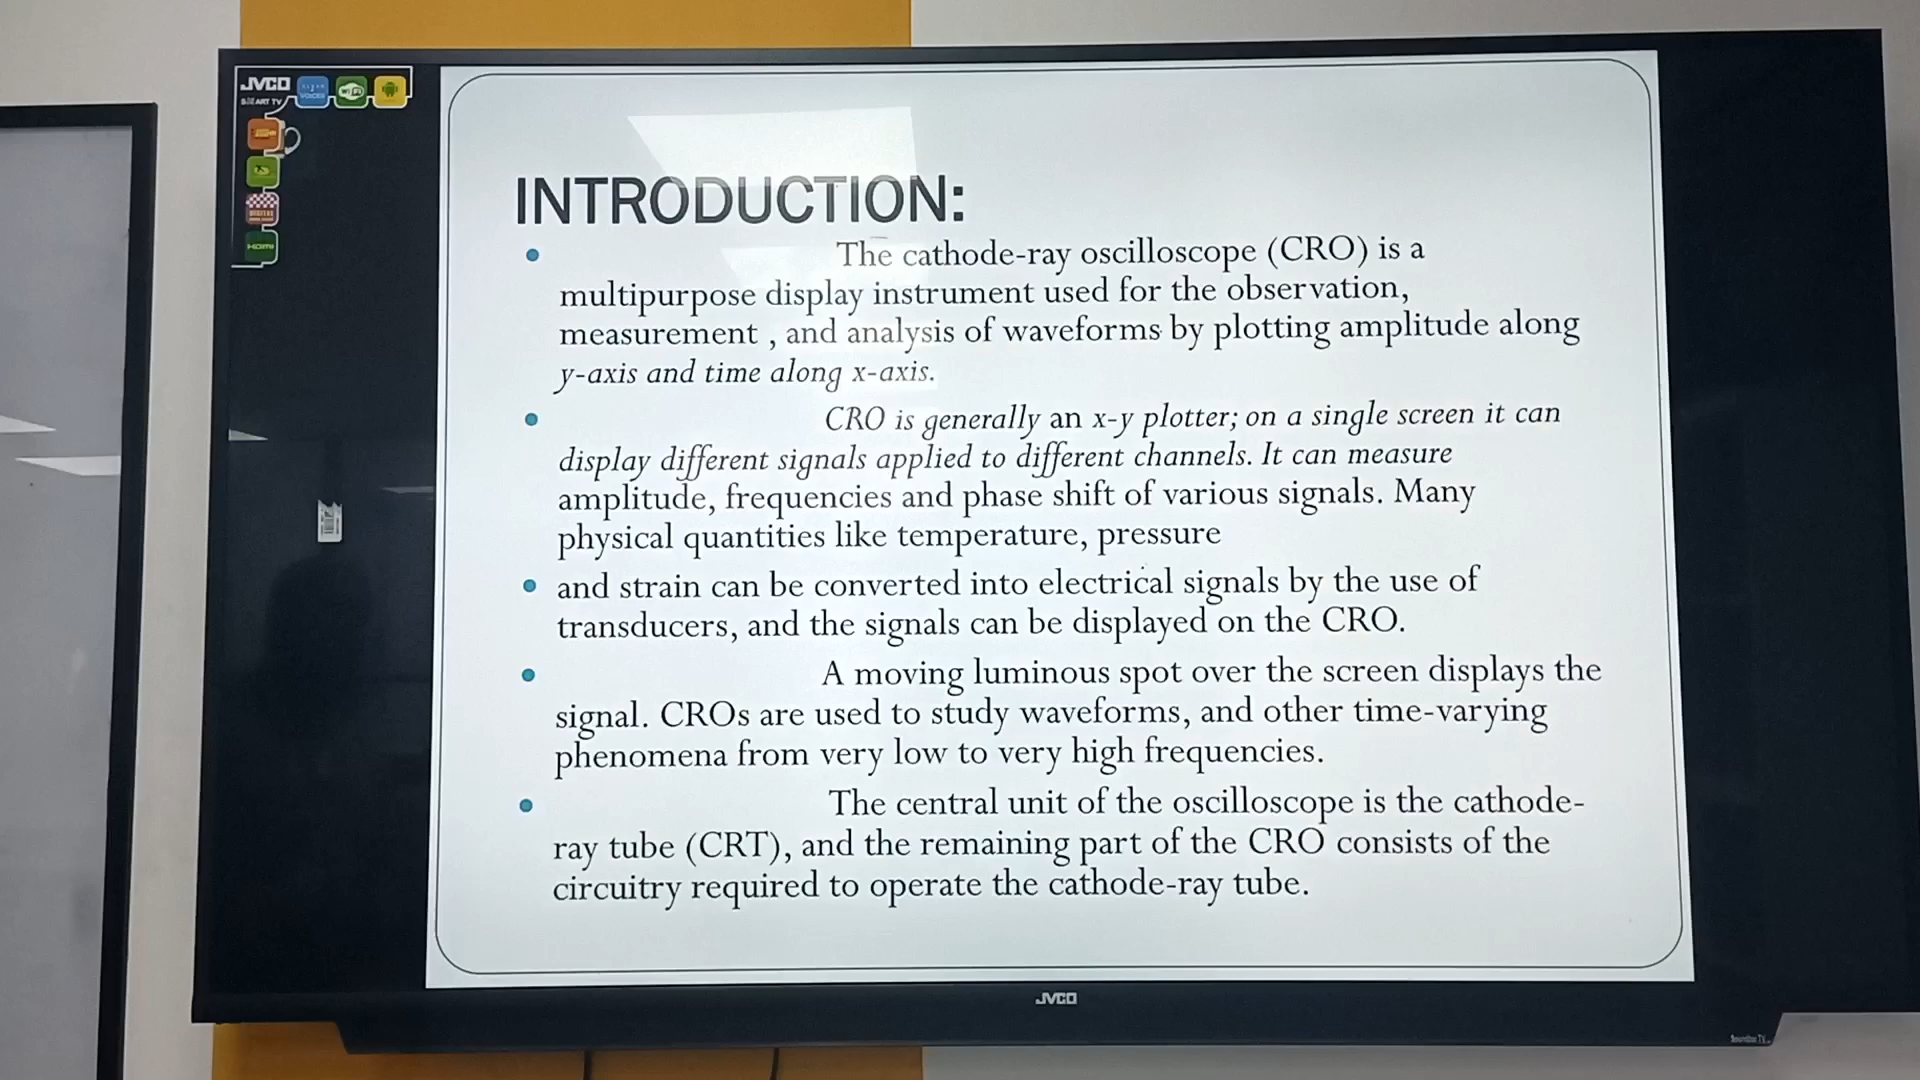 JVCO
SMART TV
VOICES
Wi Fi
DIGITAL
HDMI
INTRODUCTION:
The cathode-ray oscilloscope (CRO) is a
multipurpose display instrument used for the observation,
measurement , and analysis of waveforms by plotting amplitude along
y-axis and time along x-axis.
CRO is generally an x-y plotter; on a single screen it can
display different signals applied to different channels. It can measure
amplitude, frequencies and phase shift of various signals. Many
physical quantities like temperature, pressure
and strain can be converted into electrical signals by the use of
transducers, and the signals can be displayed on the CRO.
A moving luminous spot over the screen displays the
signal. CROs are used to study waveforms, and other time-varying
phenomena from very low to very high frequencies.
The central unit of the oscilloscope is the cathode-
ray tube (CRT), and the remaining part of the CRO consists of the
circuitry required to operate the cathode-ray tube.
JVCO